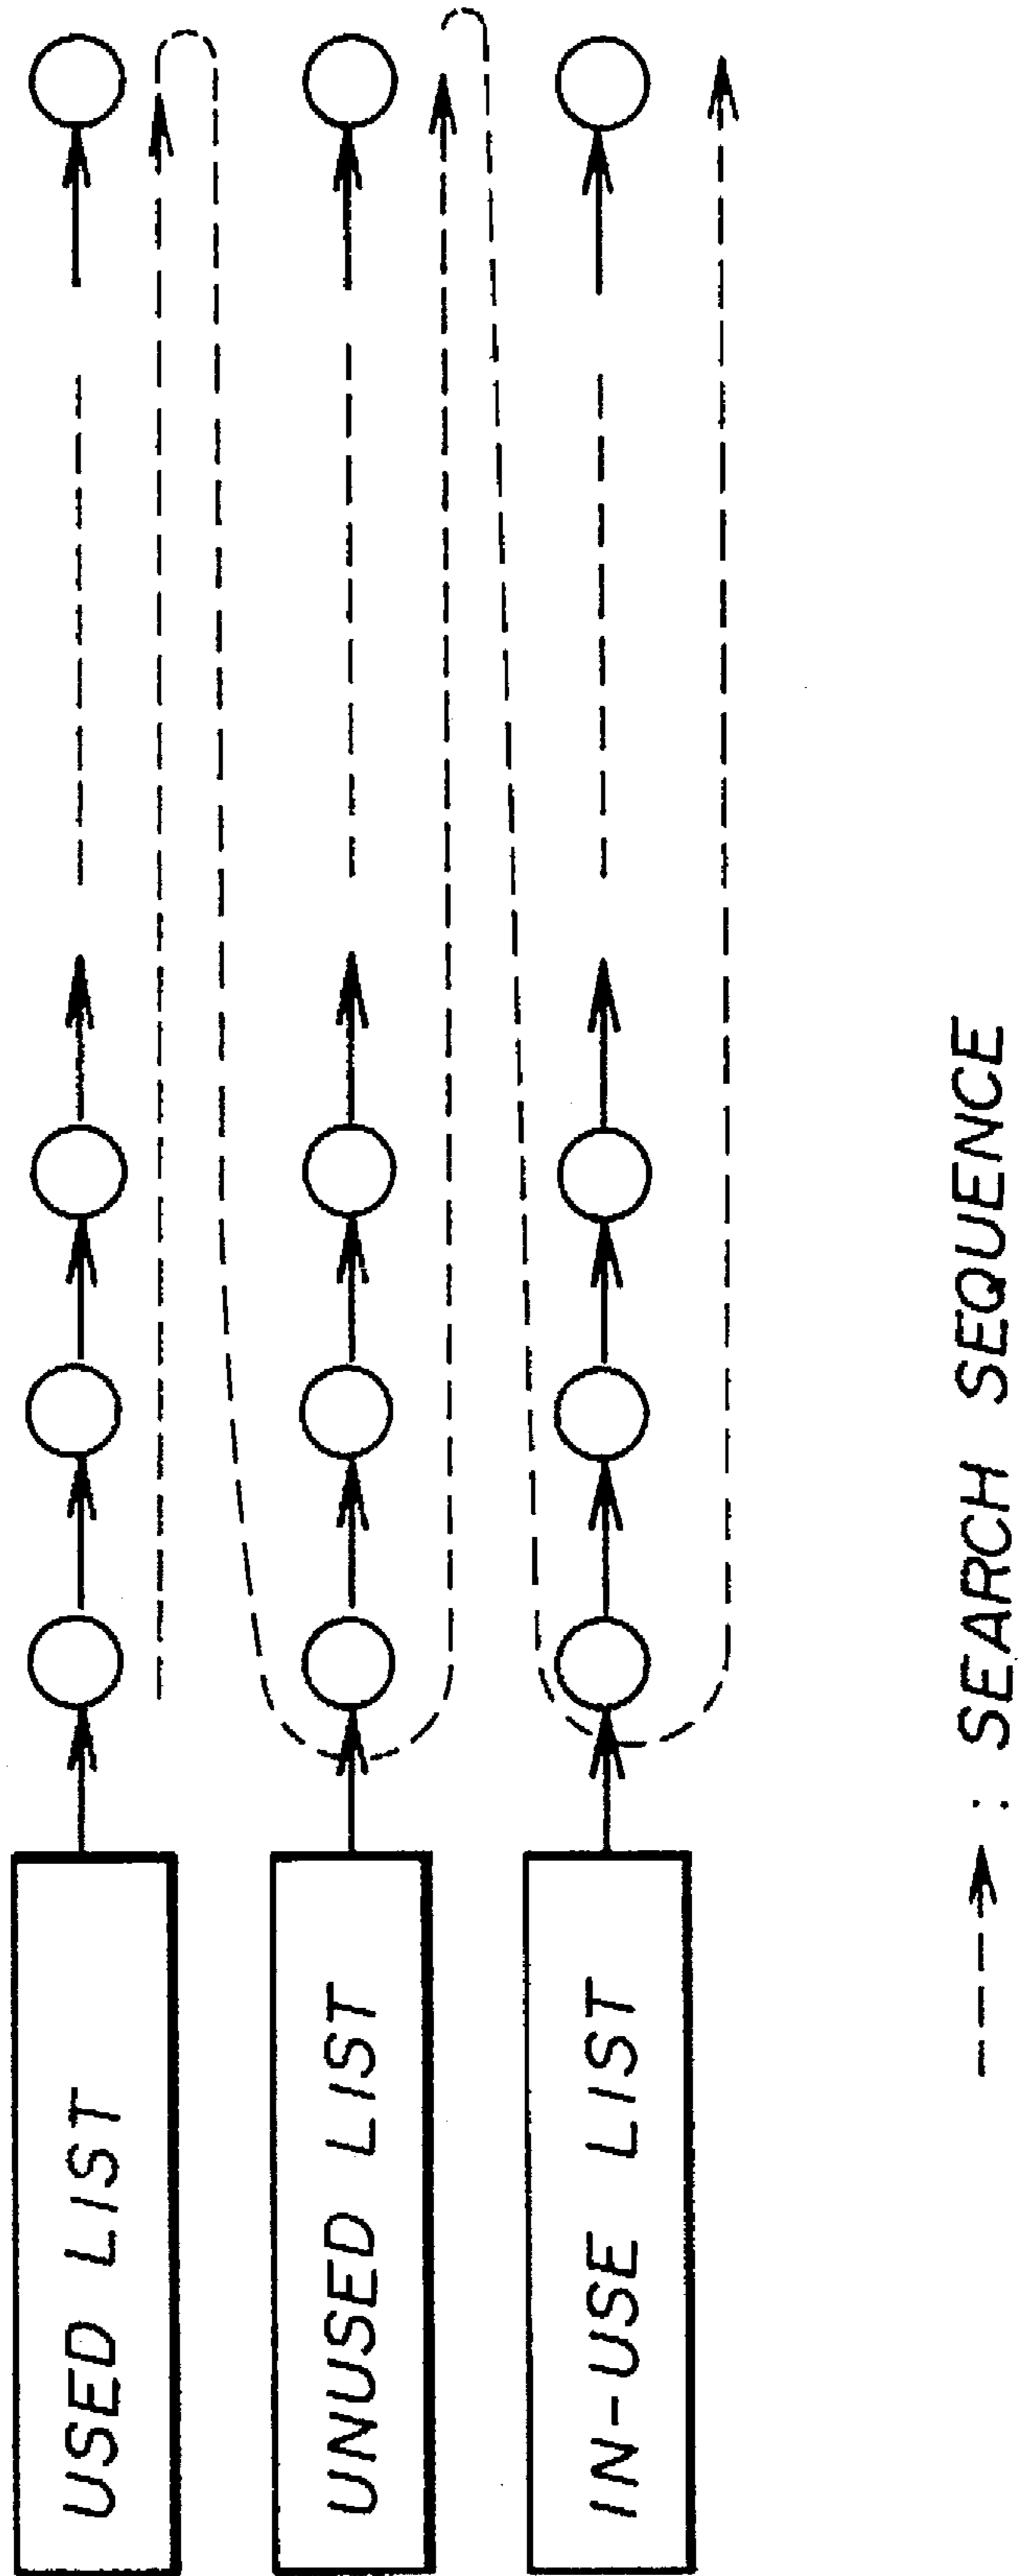 USED LIST
UNUSED LIST
IN-USE LIST
: SEARCH SEQUENCE